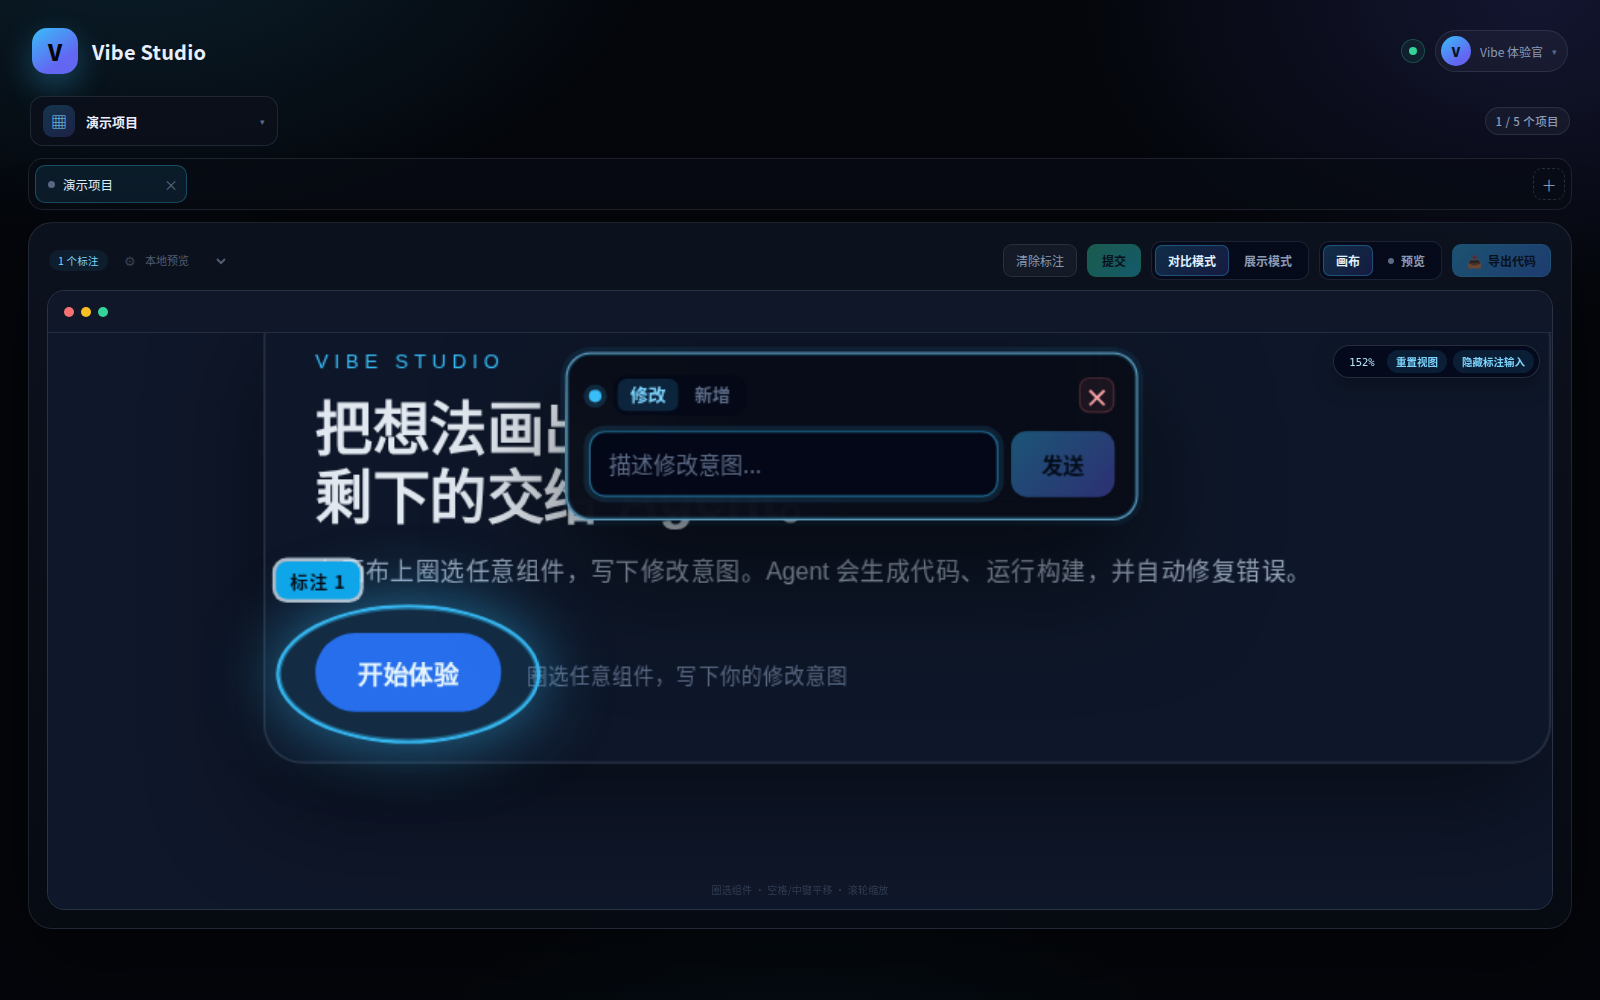 V
Vibe Studio
V
Vibe 体验官
演示项目
1 / 5 个项目
演示项目
1 个标注
本地预览
清除标注
提交
对比模式
展示模式
画布
预览
导出代码
VIBE STUDIO
152%
重置视图
隐藏标注输入
修改
新增
描述修改意图...
发送
把想法画
剩下的交给
标注 1
布上圈选任意组件，写下修改意图。Agent 会生成代码、运行构建，并自动修复错误。
开始体验
圈选任意组件，写下你的修改意图
圈选组件 · 空格/中键平移 · 滚轮缩放